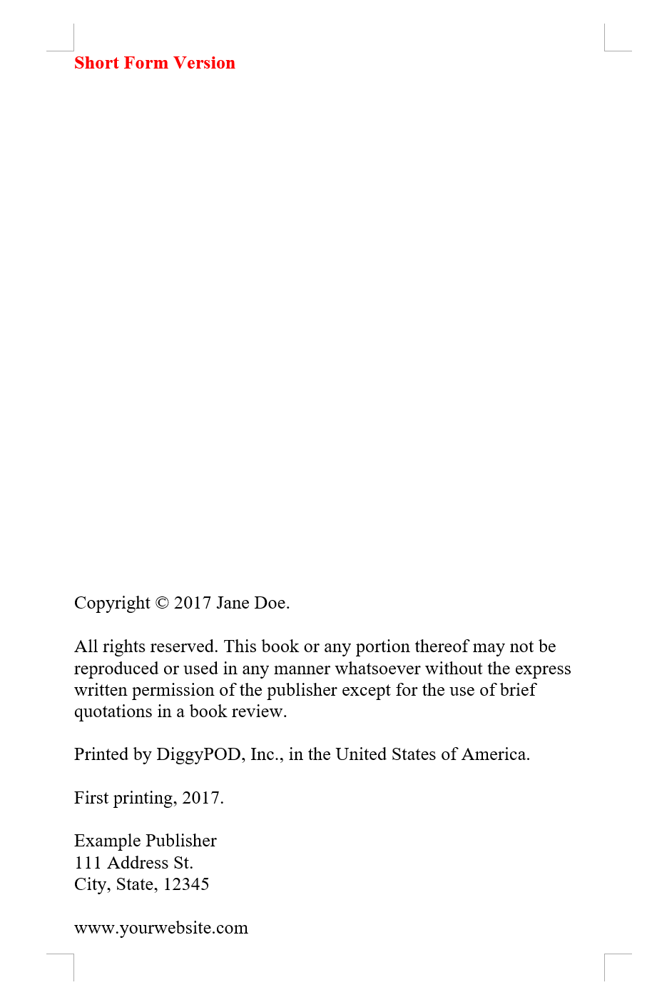 Short Form Version
Copyright © 2017 Jane Doe.
All rights reserved. This book or any portion thereof may not be
reproduced or used in any manner whatsoever without the express
written permission of the publisher except for the use of brief
quotations in a book review.
Printed by DiggyPOD, Inc., in the United States of America.
First printing, 2017.
Example Publisher
111 Address St.
City, State, 12345
www.yourwebsite.com